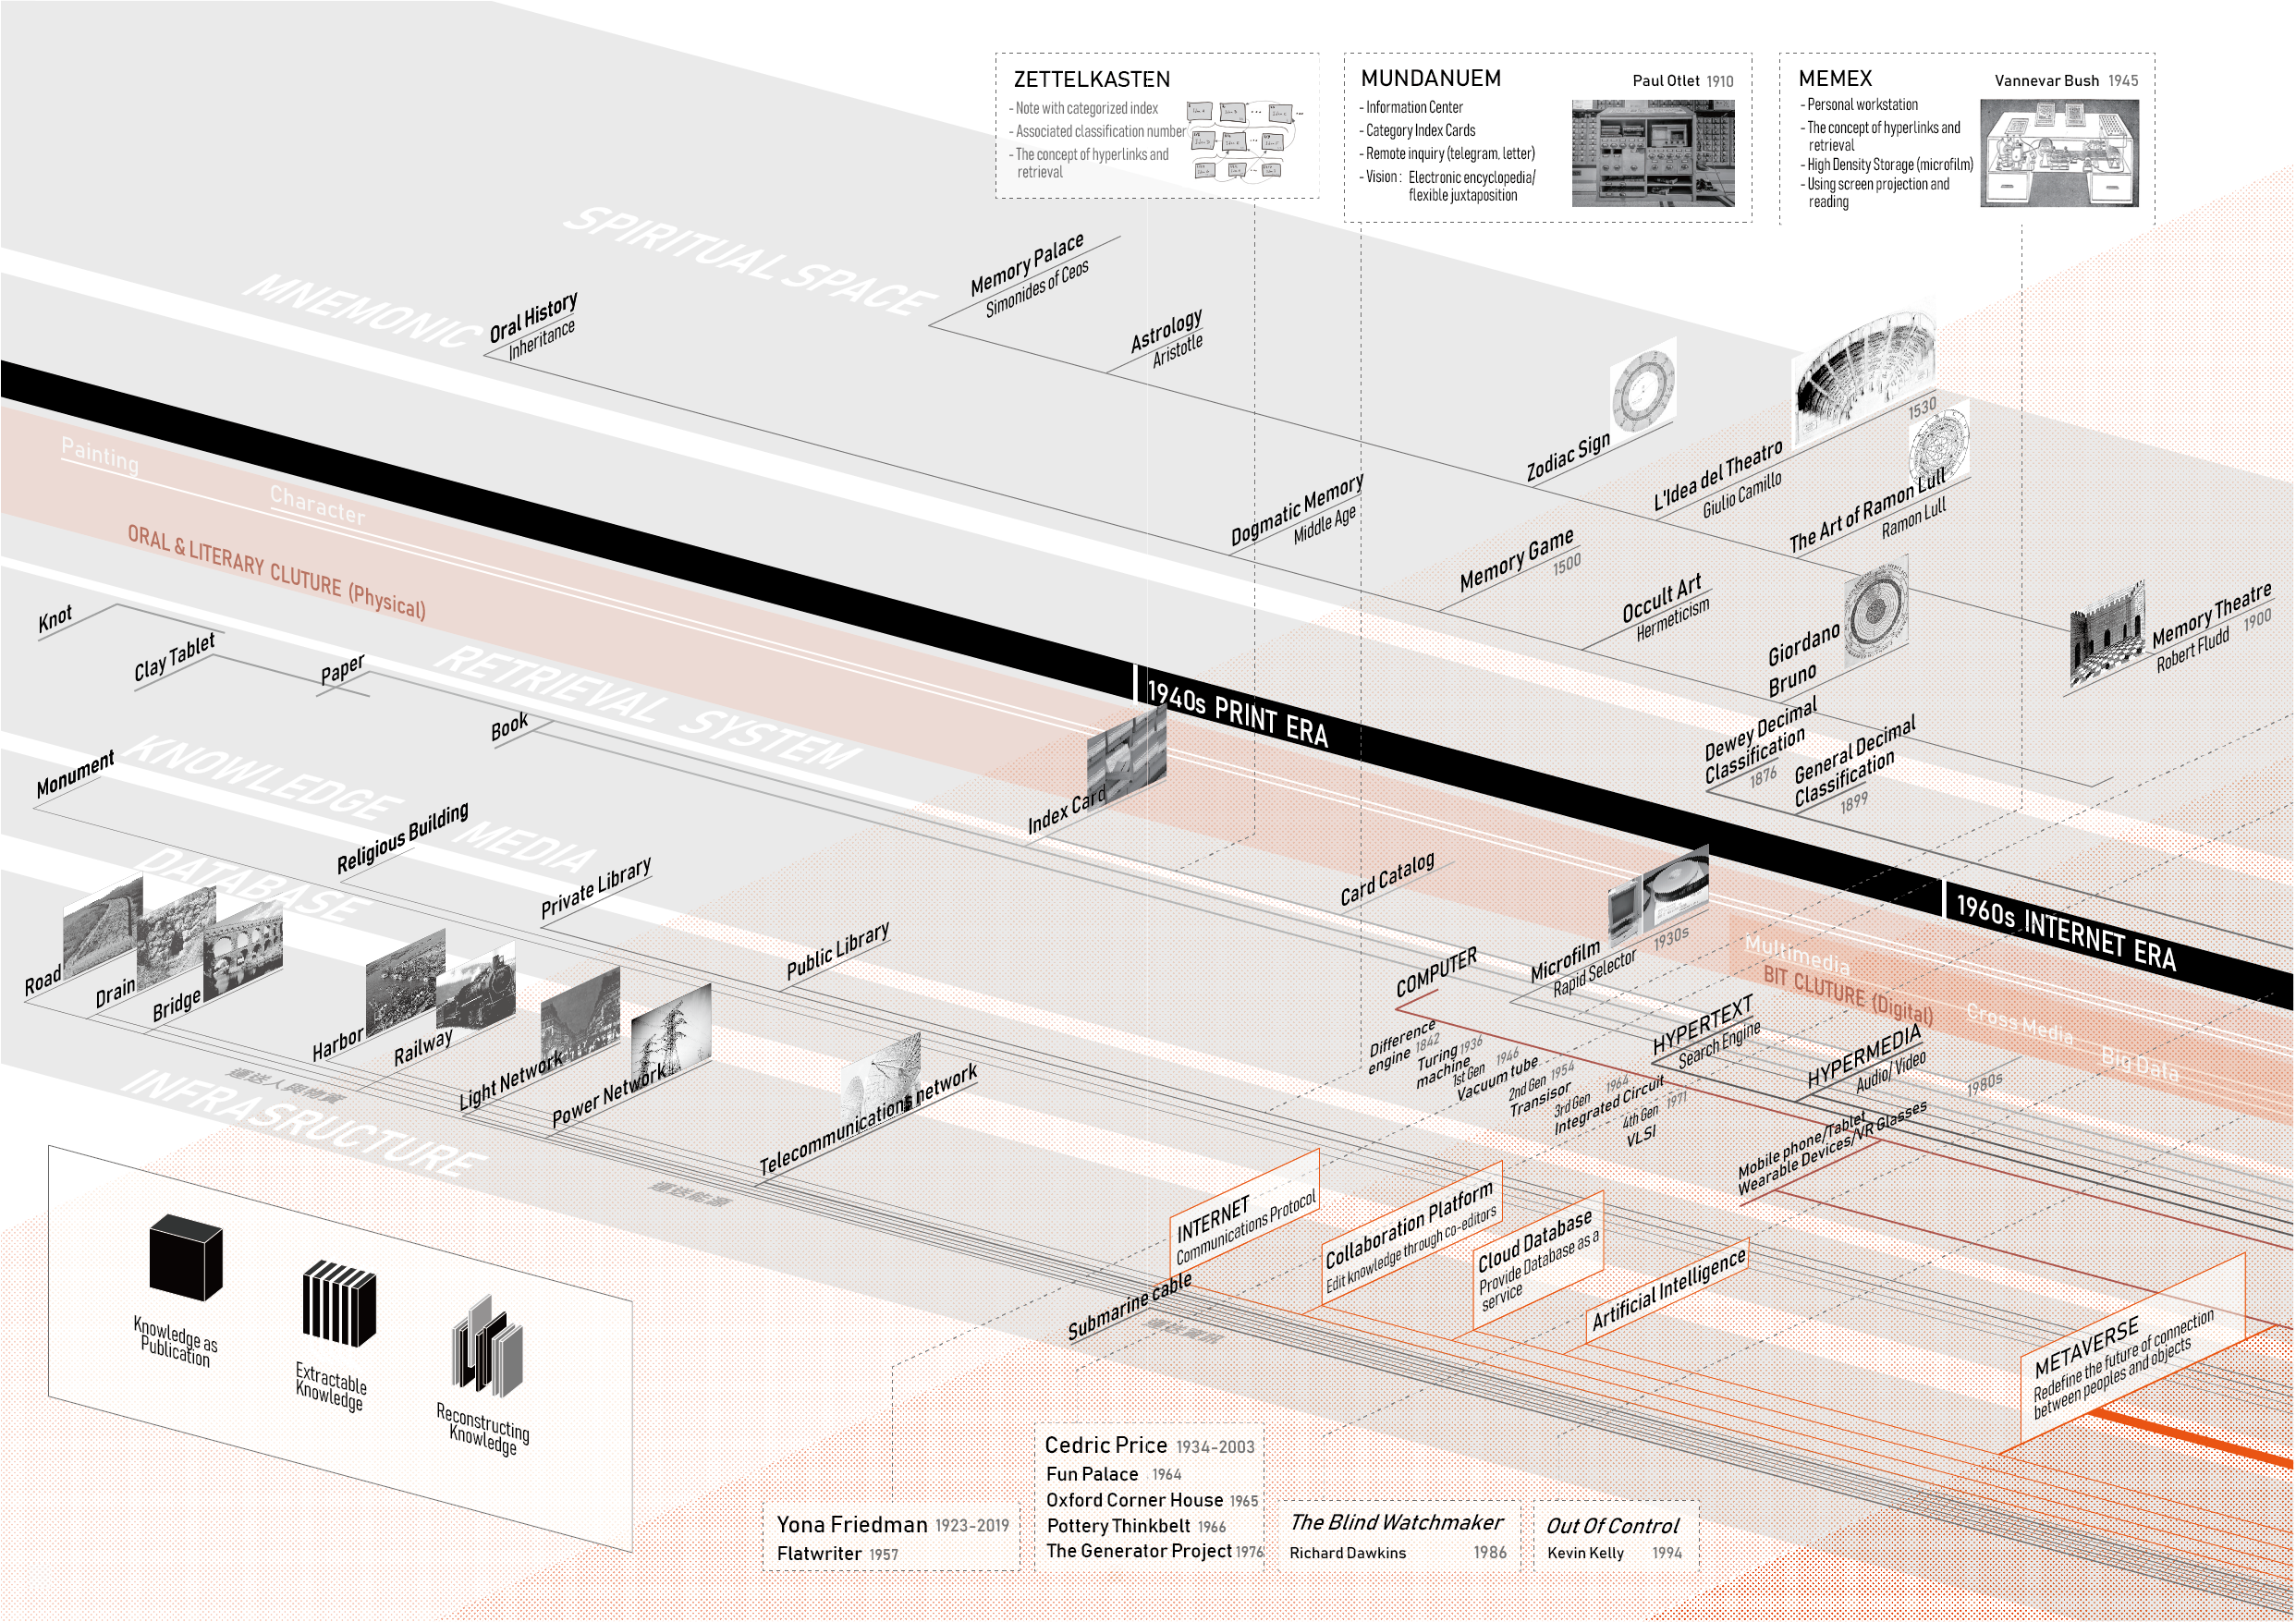 ZETTELKASTEN
- Note with categorized index
- Associated classification number
- The concept of hyperlinks and
retrieval
MUNDANUEM
Paul Otlet 1910
- Information Center
- Category Index Cards
- Remote inquiry (telegram, letter)
- Vision : Electronic encyclopedia/
flexible juxtaposition
MEMEX
Vannevar Bush 1945
- Personal workstation
- The concept of hyperlinks and
retrieval
- High Density Storage (microfilm)
- Using screen projection and
reading
SPIRITUAL SPACE
MNEMONIC
Oral History
Inheritance
Memory Palace
Simonides of Ceos
Astrology
Aristotle
Zodiac Sign
1530
L'Idea del Theatro
Giulio Camillo
The Art of Ramon Lull
Ramon Lull
Dogmatic Memory
Middle Age
Memory Game
1500
Occult Art
Hermeticism
Giordano
Bruno
Memory Theatre
Robert Fludd 1900
Painting
Character
ORAL & LITERARY CLUTURE (Physical)
1940s PRINT ERA
1960s INTERNET ERA
Dewey Decimal
Classification
1876
General Decimal
Classification
1899
Knot
Clay Tablet
Paper
Book
RETRIEVAL SYSTEM
Index Card
Card Catalog
Microfilm 1930s
Rapid Selector
Multimedia
BIT CLUTURE (Digital)
Cross Media
Big Data
KNOWLEDGE MEDIA
Monument
Religious Building
Private Library
Public Library
DATABASE
COMPUTER
Difference
engine 1842
Turing 1936
machine
1st Gen 1946
Vacuum tube
2nd Gen 1954
Transisor
3rd Gen 1964
Integrated Circuit
4th Gen 1971
VLSI
HYPERTEXT
Search Engine
HYPERMEDIA
Audio/ Video
1980s
Mobile phone/Tablet
Wearable Devices/VR Glasses
Road
Drain
Bridge
Harbor
Railway
Light Network
Power Network
Telecommunications network
運送人與物資
INFRASRUCTURE
運送能源
Submarine cable
運送資訊
INTERNET
Communications Protocol
Collaboration Platform
Edit knowledge through co-editors
Cloud Database
Provide Database as a
service
Artificial Intelligence
METAVERSE
Redefine the future of connection
between peoples and objects
Knowledge as
Publication
Extractable
Knowledge
Reconstructing
Knowledge
Yona Friedman 1923-2019
Flatwriter 1957
Cedric Price 1934-2003
Fun Palace 1964
Oxford Corner House 1965
Pottery Thinkbelt 1966
The Generator Project 1976
The Blind Watchmaker
Richard Dawkins 1986
Out Of Control
Kevin Kelly 1994